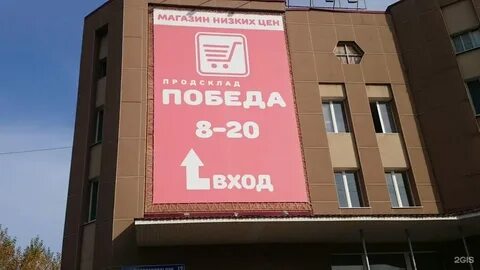 МАГАЗИН НИЗКИХ ЦЕН
ПРОДСКЛАД
ПОБЕДА
8-20
ВХОД
2GIS